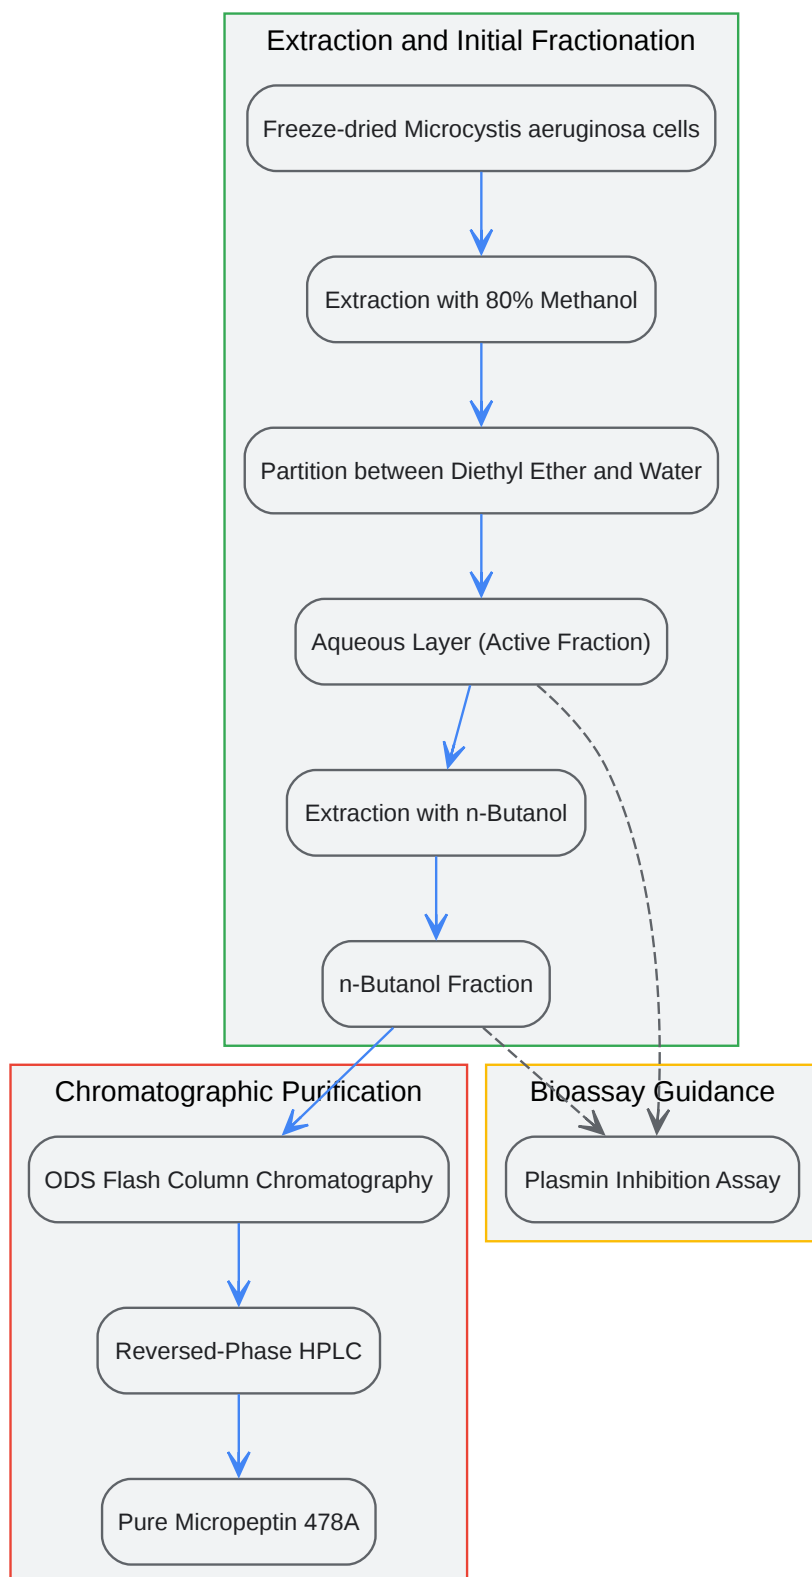 Extraction and Initial Fractionation
Freeze-dried Microcystis aeruginosa cells
Extraction with 80% Methanol
Partition between Diethyl Ether and Water
Aqueous Layer (Active Fraction)
Extraction with n-Butanol
n-Butanol Fraction
Chromatographic Purification
ODS Flash Column Chromatography
Reversed-Phase HPLC
Pure Micropeptin 478A
Bioassay Guidance
Plasmin Inhibition Assay